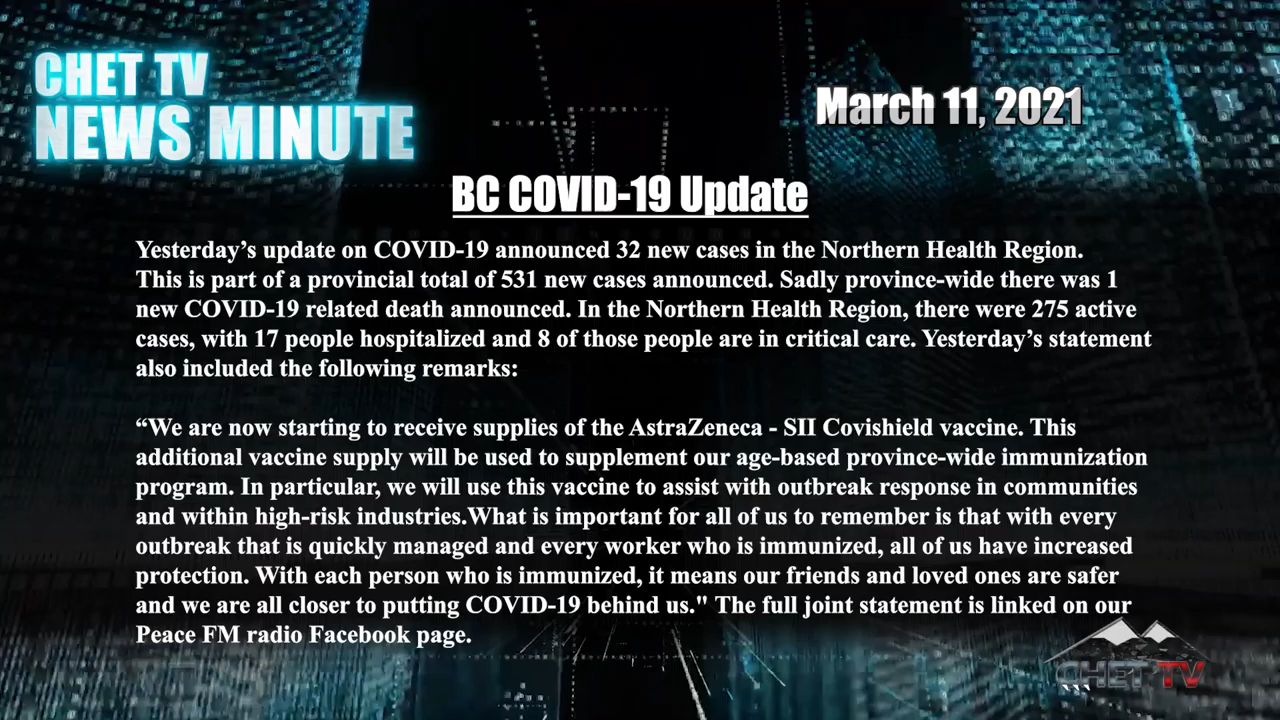 CHET TV
NEWS MINUTE
March 11, 2021
BC COVID-19 Update
Yesterday’s update on COVID-19 announced 32 new cases in the Northern Health Region.
This is part of a provincial total of 531 new cases announced. Sadly province-wide there was 1
new COVID-19 related death announced. In the Northern Health Region, there were 275 active
cases, with 17 people hospitalized and 8 of those people are in critical care. Yesterday’s statement
also included the following remarks:
“We are now starting to receive supplies of the AstraZeneca - SII Covishield vaccine. This
additional vaccine supply will be used to supplement our age-based province-wide immunization
program. In particular, we will use this vaccine to assist with outbreak response in communities
and within high-risk industries.What is important for all of us to remember is that with every
outbreak that is quickly managed and every worker who is immunized, all of us have increased
protection. With each person who is immunized, it means our friends and loved ones are safer
and we are all closer to putting COVID-19 behind us." The full joint statement is linked on our
Peace FM radio Facebook page.
CHET TV